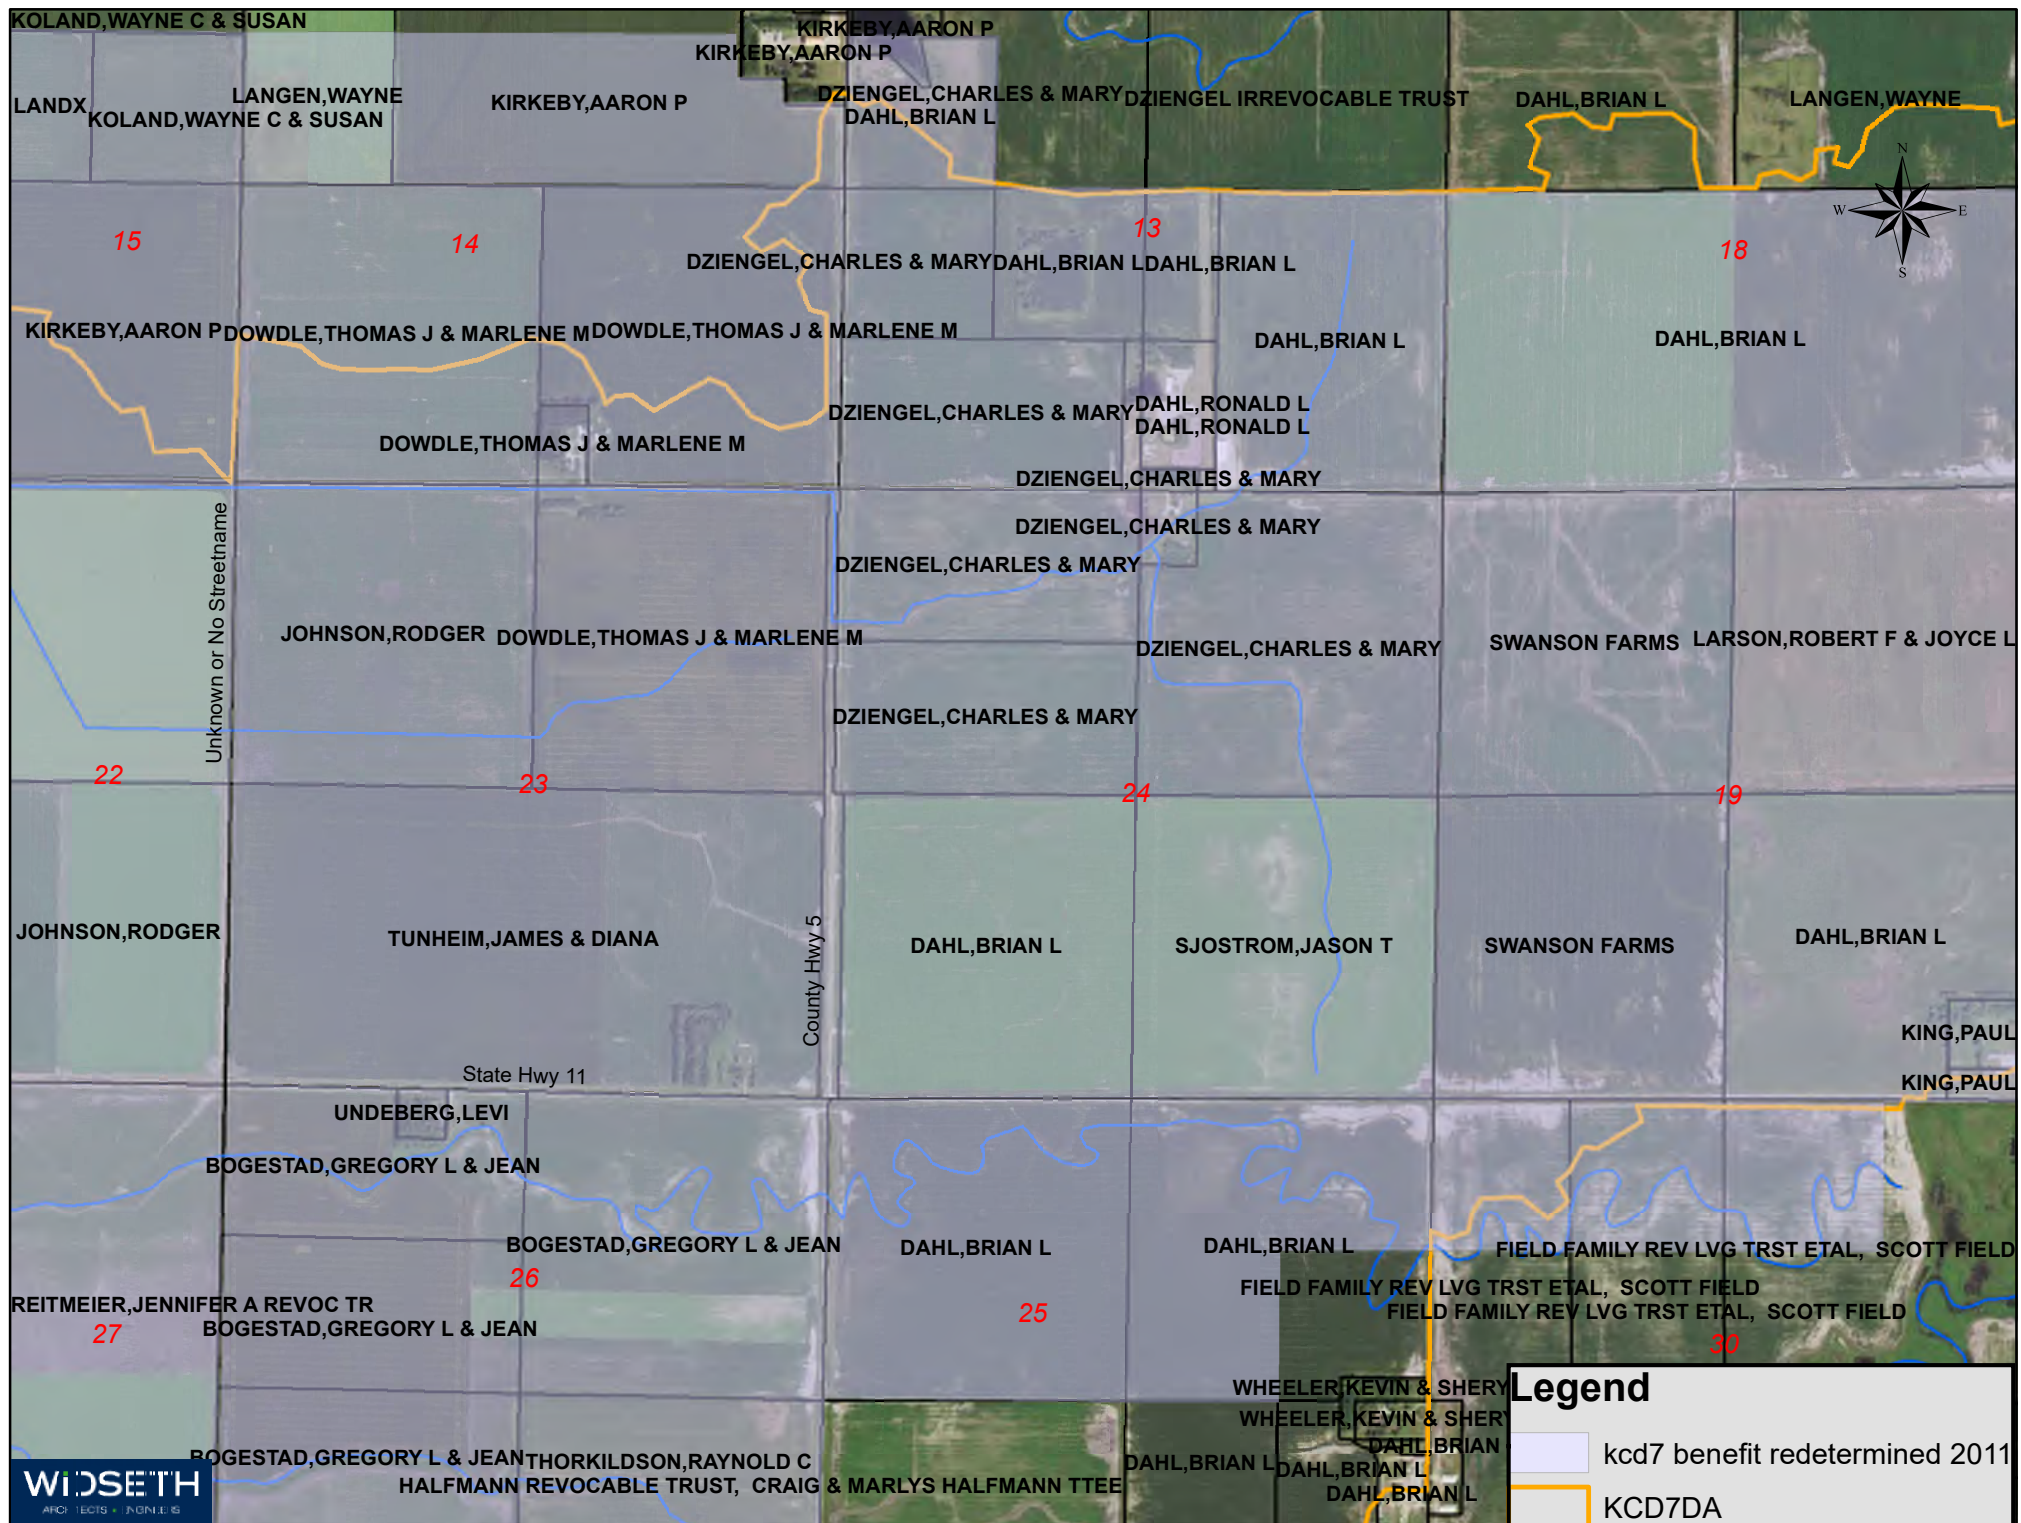 KOLAND,WAYNE C & SUSAN
KIRKEBY,AARON P
KIRKEBY,AARON P
LANDX
KOLAND,WAYNE C & SUSAN
LANGEN,WAYNE
KIRKEBY,AARON P
DZIENGEL,CHARLES & MARY
DAHL,BRIAN L
DZIENGEL IRREVOCABLE TRUST
DAHL,BRIAN L
LANGEN,WAYNE
N
W
E
S
15
14
13
18
DZIENGEL,CHARLES & MARY
DAHL,BRIAN L
DAHL,BRIAN L
KIRKEBY,AARON P
DOWDLE,THOMAS J & MARLENE M
DOWDLE,THOMAS J & MARLENE M
DAHL,BRIAN L
DAHL,BRIAN L
DOWDLE,THOMAS J & MARLENE M
DZIENGEL,CHARLES & MARY
DAHL,RONALD L
DAHL,RONALD L
DZIENGEL,CHARLES & MARY
DZIENGEL,CHARLES & MARY
DZIENGEL,CHARLES & MARY
Unknown or No Streetname
JOHNSON,RODGER
DOWDLE,THOMAS J & MARLENE M
DZIENGEL,CHARLES & MARY
SWANSON FARMS
LARSON,ROBERT F & JOYCE L
DZIENGEL,CHARLES & MARY
22
23
24
19
JOHNSON,RODGER
TUNHEIM,JAMES & DIANA
County Hwy 5
DAHL,BRIAN L
SJOSTROM,JASON T
SWANSON FARMS
DAHL,BRIAN L
KING,PAUL
KING,PAUL
State Hwy 11
UNDEBERG,LEVI
BOGESTAD,GREGORY L & JEAN
BOGESTAD,GREGORY L & JEAN
DAHL,BRIAN L
DAHL,BRIAN L
FIELD FAMILY REV LVG TRST ETAL, SCOTT FIELD
FIELD FAMILY REV LVG TRST ETAL, SCOTT FIELD
FIELD FAMILY REV LVG TRST ETAL, SCOTT FIELD
26
25
30
REITMEIER,JENNIFER A REVOC TR
27
BOGESTAD,GREGORY L & JEAN
WHEELER,KEVIN & SHERY
WHEELER,KEVIN & SHERY
DAHL,BRIAN
BOGESTAD,GREGORY L & JEAN
THORKILDSON,RAYNOLD C
HALFMANN REVOCABLE TRUST, CRAIG & MARLYS HALFMANN TTEE
DAHL,BRIAN L
DAHL,BRIAN L
DAHL,BRIAN L
Legend
kcd7 benefit redetermined 2011
KCD7DA
WIDSETH
ARCHITECTS • ENGINEERS